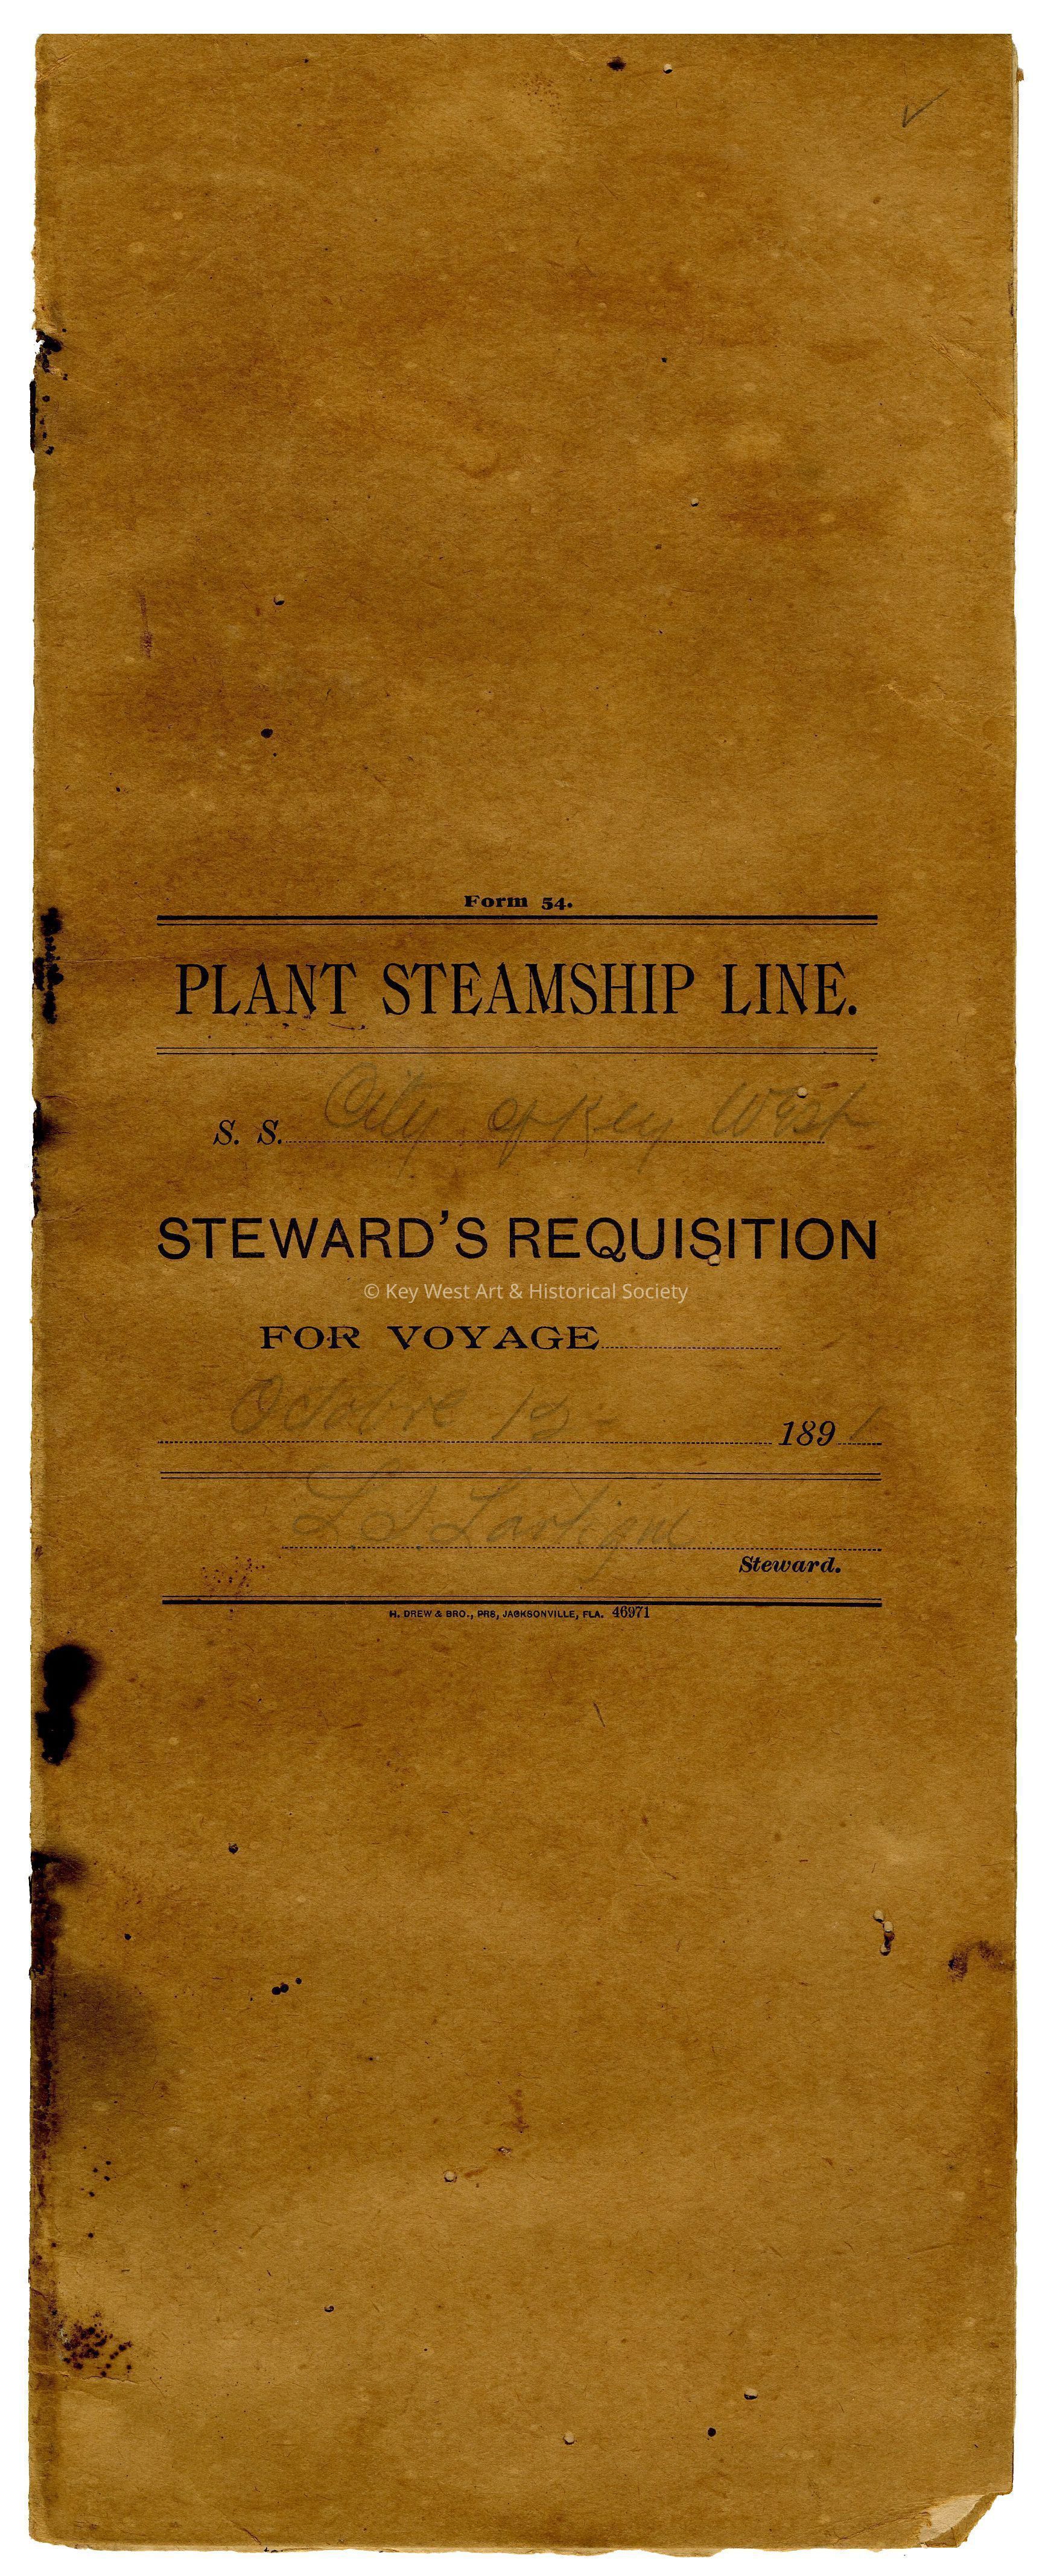 Form 54.
PLANT STEAMSHIP LINE.
S. S. City of Key West
STEWARD'S REQUISITION
© Key West Art & Historical Society
FOR VOYAGE
189 1
Steward.
H. DREW & BRO., PRS, JACKSONVILLE, FLA. 46971